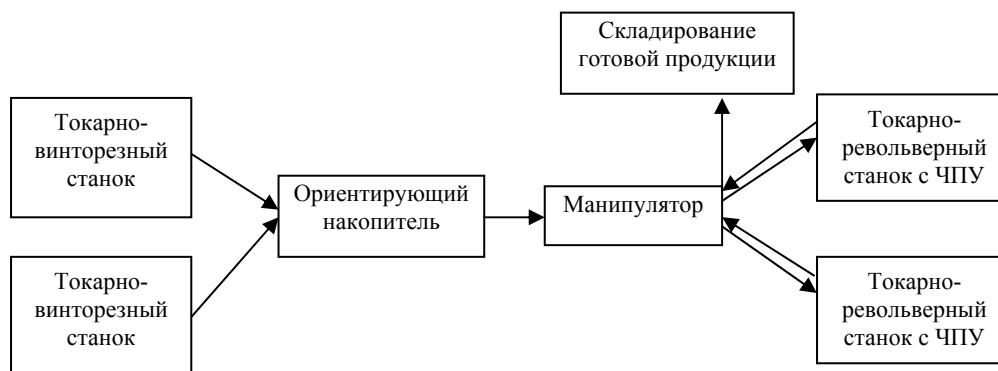 Складирование
готовой продукции
Токарно-
винторезный
станок
Токарно-
револьверный
станок с ЧПУ
Ориентирующий
накопитель
Манипулятор
Токарно-
винторезный
станок
Токарно-
револьверный
станок с ЧПУ